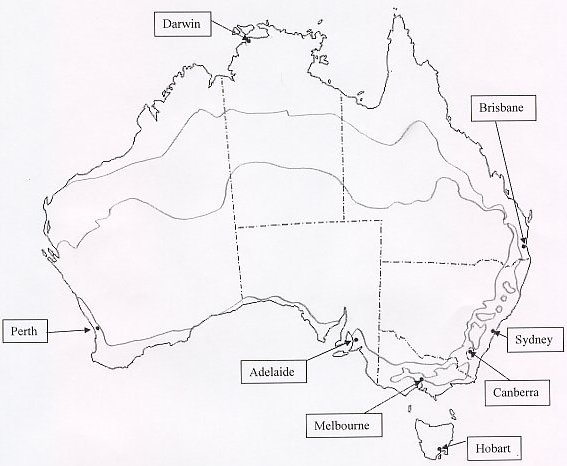 Darwin
Brisbane
Perth
Sydney
Adelaide
Canberra
Melbourne
Hobart